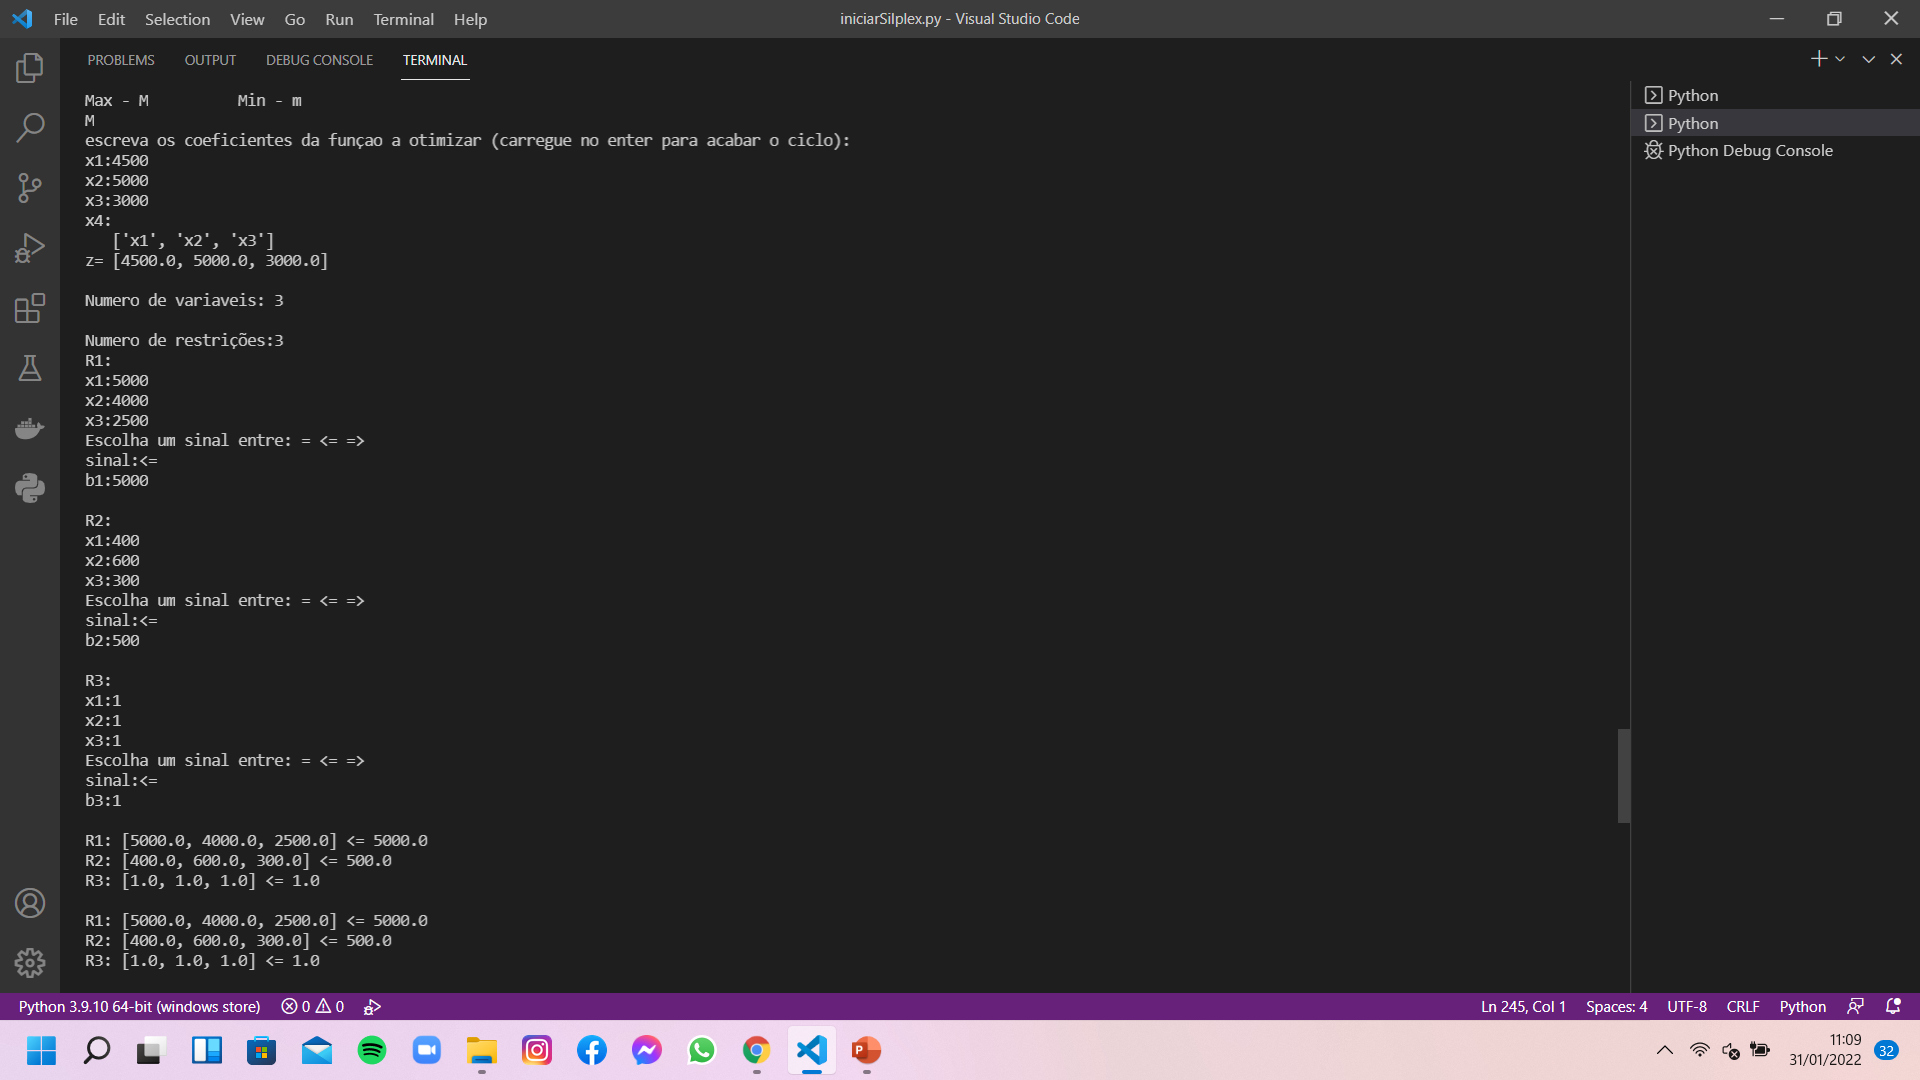 File Edit Selection View Go Run Terminal Help
iniciarSilplex.py - Visual Studio Code
PROBLEMS OUTPUT DEBUG CONSOLE TERMINAL
Max - M          Min - m
M
escreva os coeficientes da funçao a otimizar (carregue no enter para acabar o ciclo):
x1:4500
x2:5000
x3:3000
x4:
   ['x1', 'x2', 'x3']
z= [4500.0, 5000.0, 3000.0]
Numero de variaveis: 3
Numero de restrições:3
R1:
x1:5000
x2:4000
x3:2500
Escolha um sinal entre: = <= =>
sinal:<=
b1:5000
R2:
x1:400
x2:600
x3:300
Escolha um sinal entre: = <= =>
sinal:<=
b2:500
R3:
x1:1
x2:1
x3:1
Escolha um sinal entre: = <= =>
sinal:<=
b3:1
R1: [5000.0, 4000.0, 2500.0] <= 5000.0
R2: [400.0, 600.0, 300.0] <= 500.0
R3: [1.0, 1.0, 1.0] <= 1.0
R1: [5000.0, 4000.0, 2500.0] <= 5000.0
R2: [400.0, 600.0, 300.0] <= 500.0
R3: [1.0, 1.0, 1.0] <= 1.0
Python
Python
Python Debug Console
Python 3.9.10 64-bit (windows store) 0 0
Ln 245, Col 1 Spaces: 4 UTF-8 CRLF Python
P
11:09
31/01/2022
32